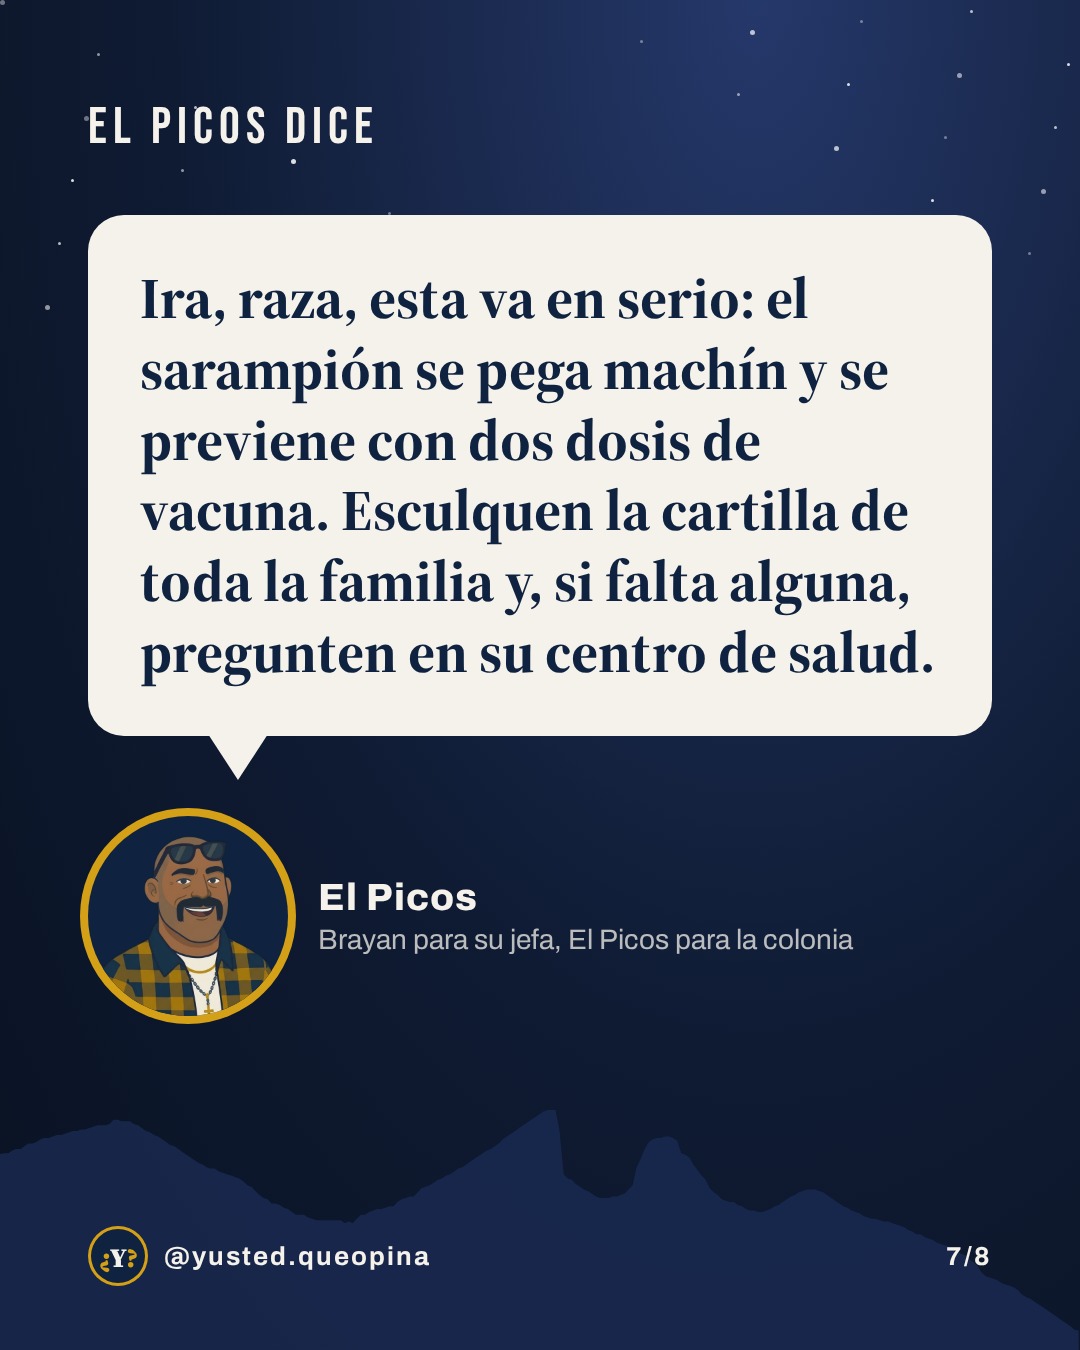 EL PICOS DICE
Ira, raza, esta va en serio: el
sarampión se pega machín y se
previene con dos dosis de
vacuna. Esculquen la cartilla de
toda la familia y, si falta alguna,
pregunten en su centro de salud.
El Picos
Brayan para su jefa, El Picos para la colonia
¿Y?
@yusted.queopina
7/8